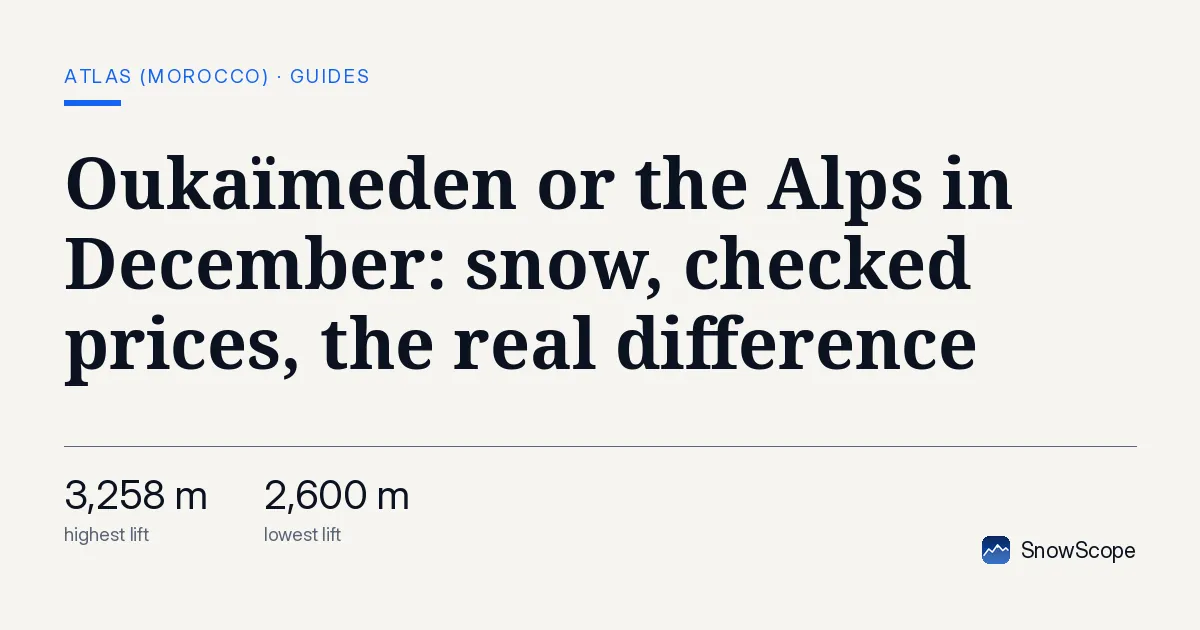 ATLAS (MOROCCO) · GUIDES
Oukaïmeden or the Alps in
December: snow, checked
prices, the real difference
3,258 m
highest lift
2,600 m
lowest lift
SnowScope